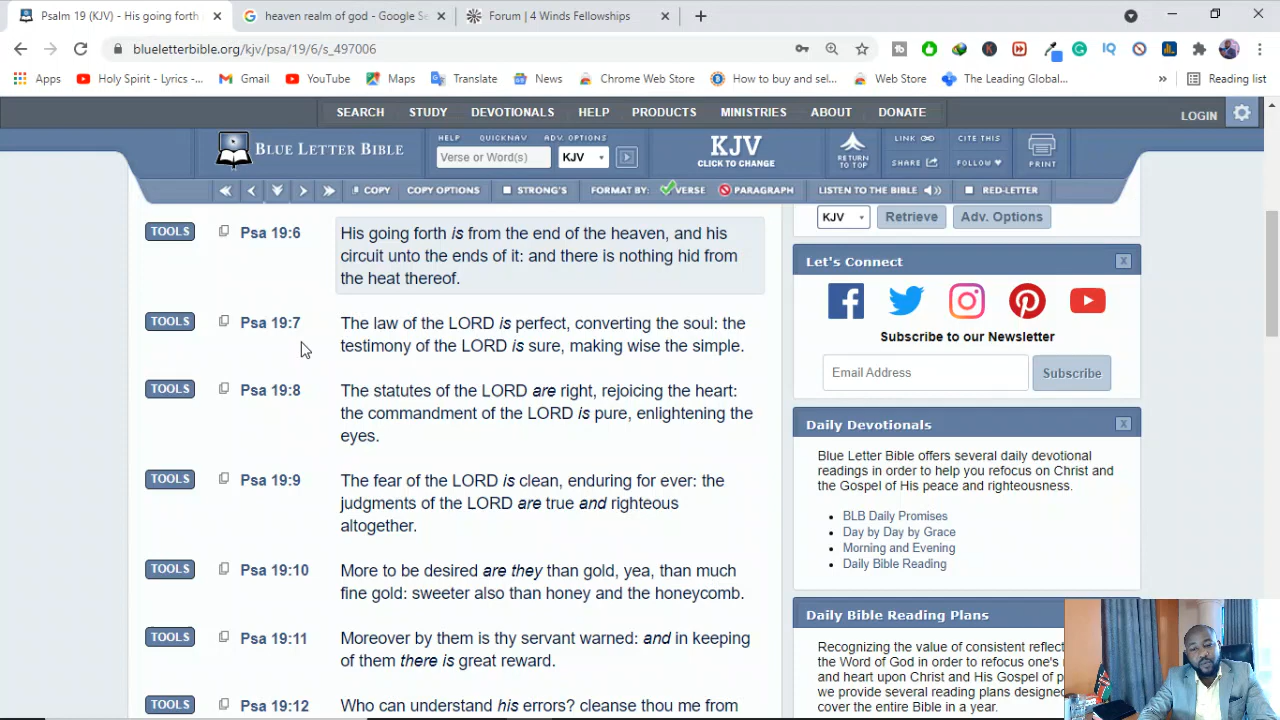 Psalm 19 (KJV) - His going forth
heaven realm of god - Google Se
Forum | 4 Winds Fellowships
blueletterbible.org/kjv/psa/19/6/s_497006
Apps
Holy Spirit - Lyrics -...
Gmail
YouTube
Maps
Translate
News
Chrome Web Store
How to buy and sel...
Web Store
The Leading Global...
»
Reading list
SEARCH STUDY DEVOTIONALS HELP PRODUCTS MINISTRIES ABOUT DONATE
LOGIN
BLUE LETTER BIBLE
HELP QUICKNAV ADV. OPTIONS
Verse or Word(s)
KJV
KJV
CLICK TO CHANGE
RETURN
TO TOP
LINK
SHARE
CITE THIS
FOLLOW
PRINT
COPY COPY OPTIONS STRONG'S FORMAT BY: VERSE PARAGRAPH LISTEN TO THE BIBLE RED-LETTER
TOOLS Psa 19:6 His going forth is from the end of the heaven, and his
circuit unto the ends of it: and there is nothing hid from
the heat thereof.
TOOLS Psa 19:7 The law of the LORD is perfect, converting the soul: the
testimony of the LORD is sure, making wise the simple.
TOOLS Psa 19:8 The statutes of the LORD are right, rejoicing the heart:
the commandment of the LORD is pure, enlightening the
eyes.
TOOLS Psa 19:9 The fear of the LORD is clean, enduring for ever: the
judgments of the LORD are true and righteous
altogether.
TOOLS Psa 19:10 More to be desired are they than gold, yea, than much
fine gold: sweeter also than honey and the honeycomb.
TOOLS Psa 19:11 Moreover by them is thy servant warned: and in keeping
of them there is great reward.
TOOLS Psa 19:12 Who can understand his errors? cleanse thou me from
KJV Retrieve Adv. Options
Let's Connect
Subscribe to our Newsletter
Email Address Subscribe
Daily Devotionals
Blue Letter Bible offers several daily devotional
readings in order to help you refocus on Christ and
the Gospel of His peace and righteousness.
• BLB Daily Promises
• Day by Day by Grace
• Morning and Evening
• Daily Bible Reading
Daily Bible Reading Plans
Recognizing the value of consistent reflect
the Word of God in order to refocus one's
and heart upon Christ and His Gospel of p
we provide several reading plans designed
cover the entire Bible in a year.